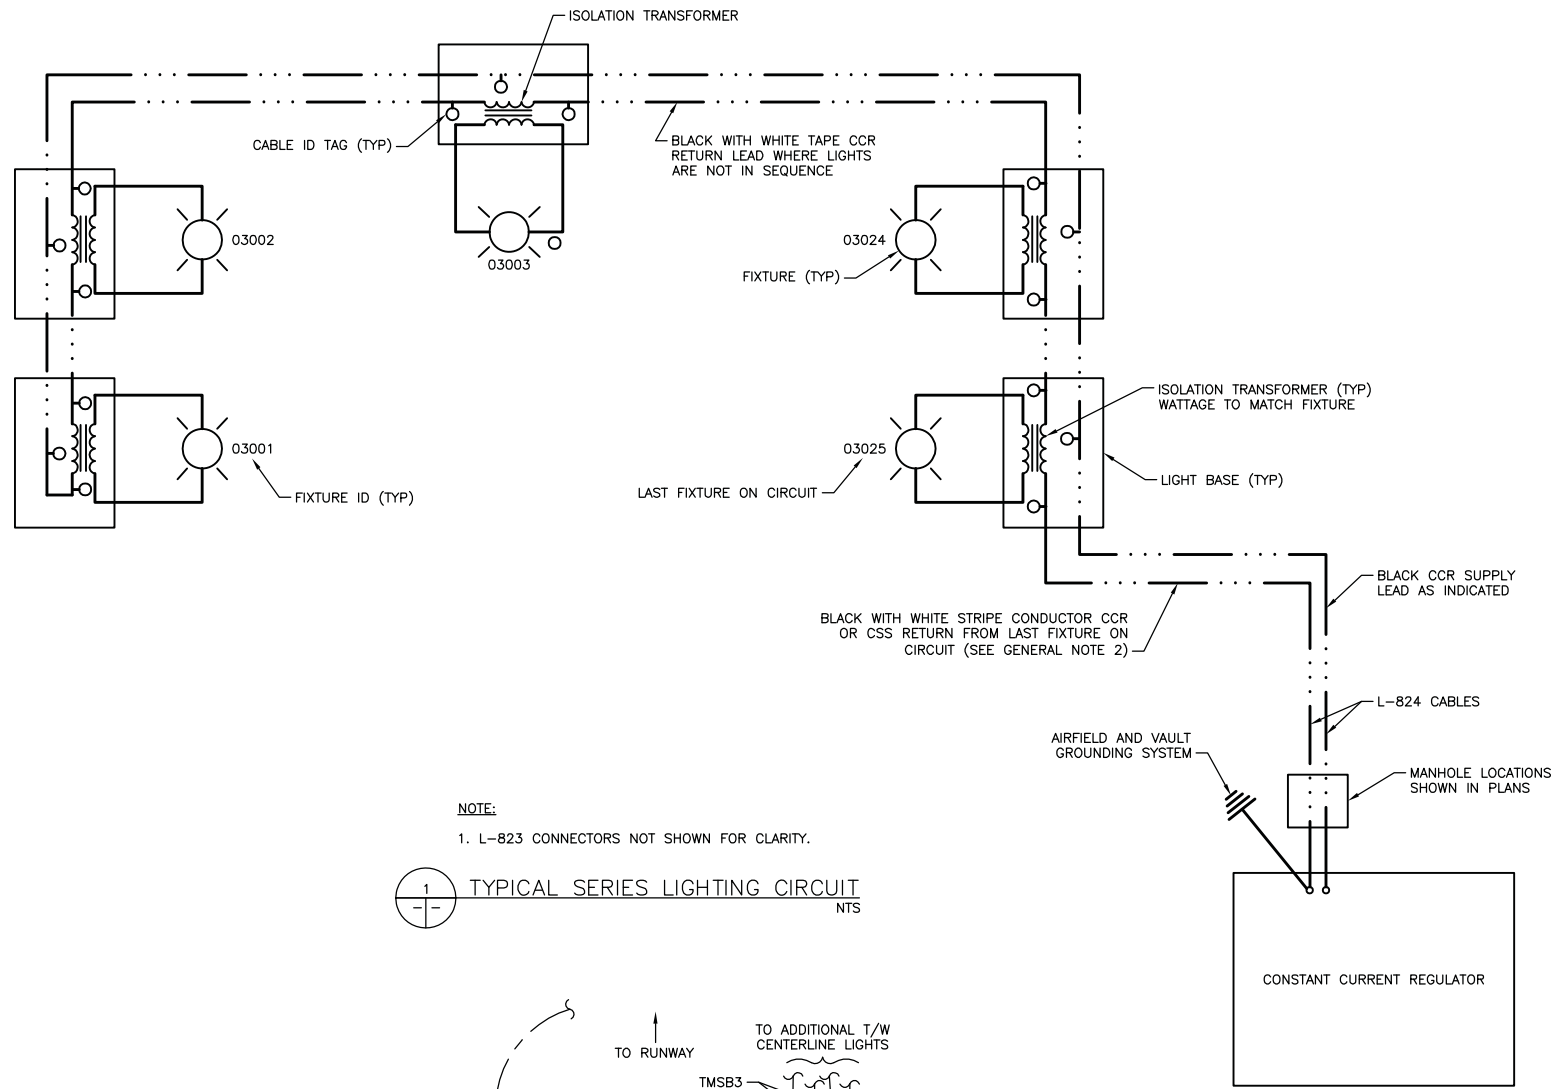 ISOLATION TRANSFORMER
CABLE ID TAG (TYP)
BLACK WITH WHITE TAPE CCR
RETURN LEAD WHERE LIGHTS
ARE NOT IN SEQUENCE
03002
03003
03024
FIXTURE (TYP)
03001
FIXTURE ID (TYP)
03025
LAST FIXTURE ON CIRCUIT
ISOLATION TRANSFORMER (TYP)
WATTAGE TO MATCH FIXTURE
LIGHT BASE (TYP)
BLACK CCR SUPPLY
LEAD AS INDICATED
BLACK WITH WHITE STRIPE CONDUCTOR CCR
OR CSS RETURN FROM LAST FIXTURE ON
CIRCUIT (SEE GENERAL NOTE 2)
L-824 CABLES
AIRFIELD AND VAULT
GROUNDING SYSTEM
MANHOLE LOCATIONS
SHOWN IN PLANS
NOTE:
1. L-823 CONNECTORS NOT SHOWN FOR CLARITY.
1
- -
TYPICAL SERIES LIGHTING CIRCUIT
NTS
CONSTANT CURRENT REGULATOR
TO RUNWAY
TO ADDITIONAL T/W
CENTERLINE LIGHTS
TMSB3